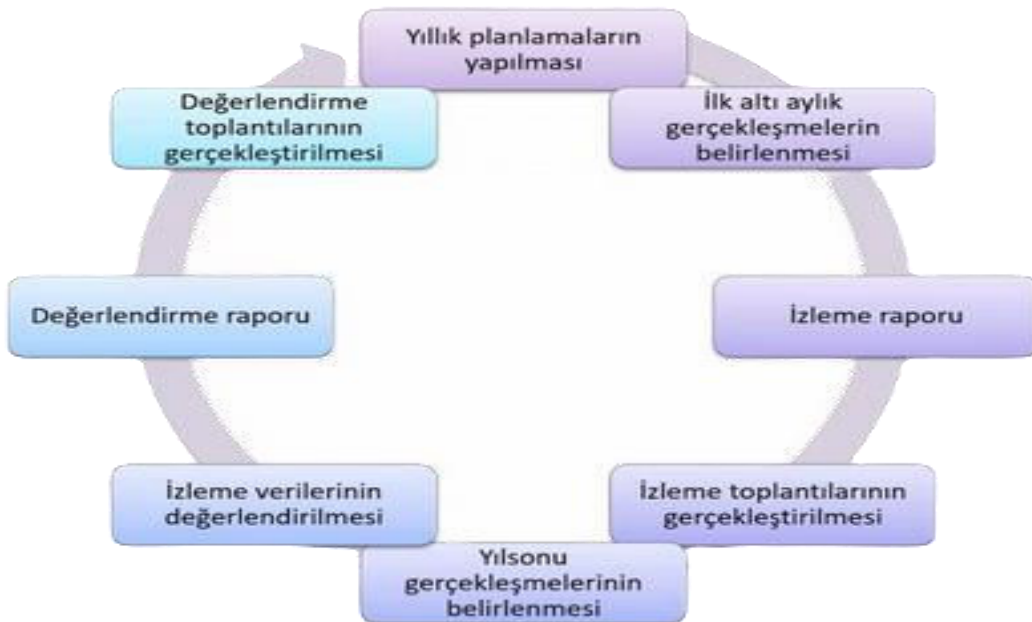 Yıllık planlamaların
yapılması
İlk altı aylık
gerçekleşmelerin
belirlenmesi
İzleme raporu
İzleme toplantılarının
gerçekleştirilmesi
Yılsonu
gerçekleşmelerinin
belirlenmesi
İzleme verilerinin
değerlendirilmesi
Değerlendirme raporu
Değerlendirme
toplantılarının
gerçekleştirilmesi